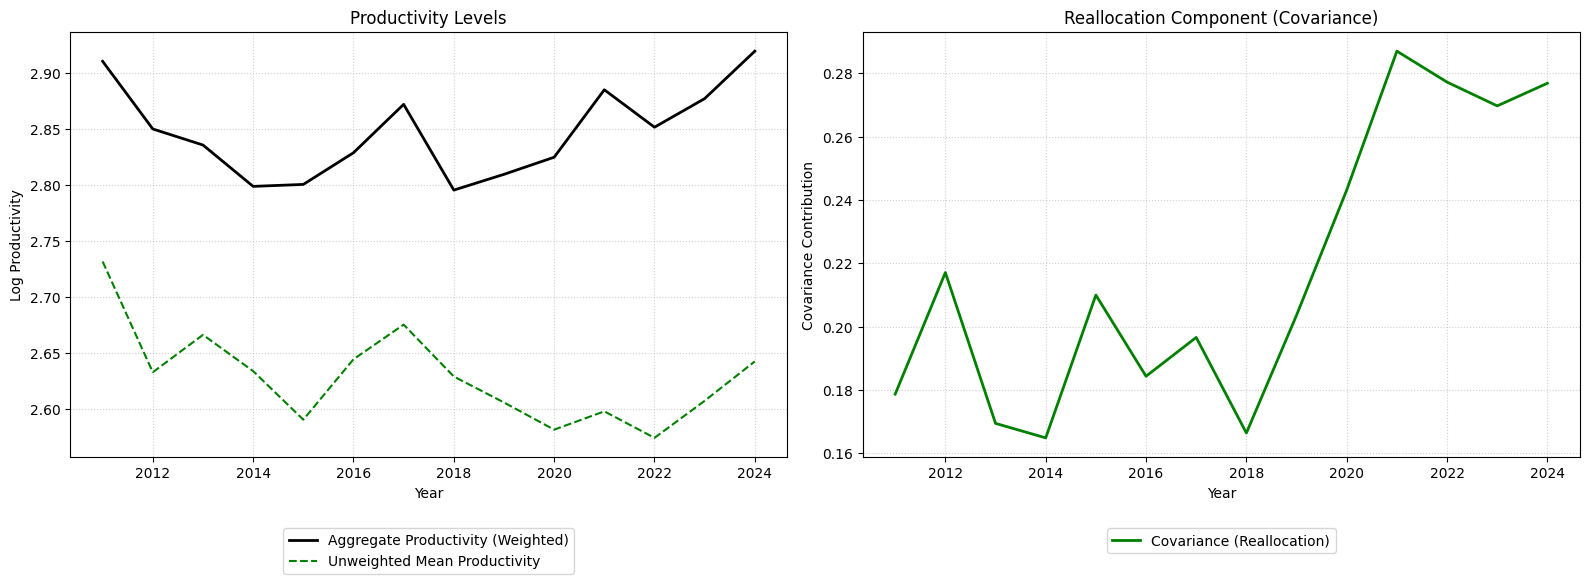 Productivity Levels
Log Productivity
2.90
2.85
2.80
2.75
2.70
2.65
2.60
2012 2014 2016 2018 2020 2022 2024
Year
Aggregate Productivity (Weighted)
Unweighted Mean Productivity
Reallocation Component (Covariance)
Covariance Contribution
0.28
0.26
0.24
0.22
0.20
0.18
0.16
2012 2014 2016 2018 2020 2022 2024
Year
Covariance (Reallocation)